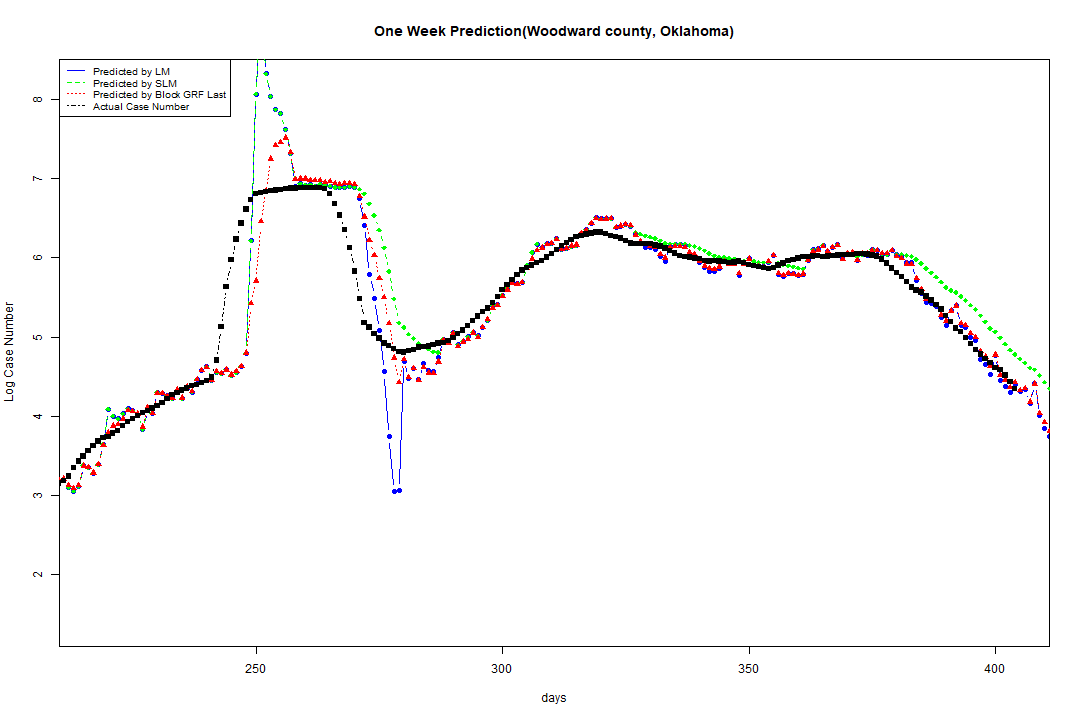 One Week Prediction(Woodward county, Oklahoma)
Predicted by LM
Predicted by SLM
Predicted by Block GRF Last
Actual Case Number
8
7
6
5
4
3
2
Log Case Number
250 300 350 400
days